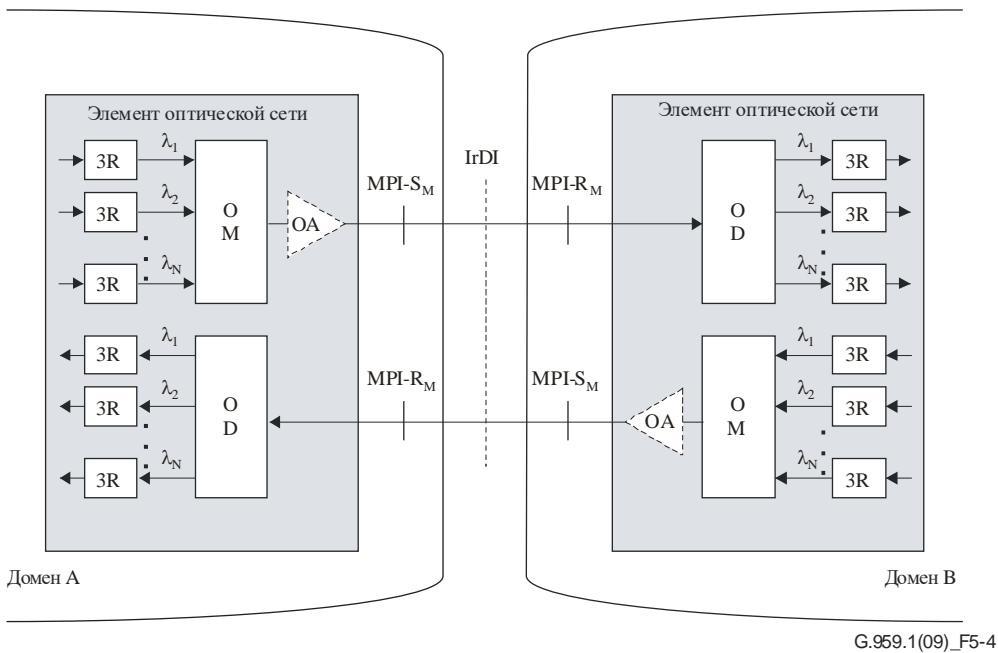 Элемент оптической сети
3R
λ1
3R
λ2
3R
λN
O
M
OA
3R
λ1
3R
λ2
3R
λN
O
D
MPI-SM
IrDI
MPI-RM
MPI-RM
MPI-SM
Элемент оптической сети
O
D
λ1
3R
λ2
3R
λN
3R
OA
O
M
λ1
3R
λ2
3R
λN
3R
Домен A
Домен B
G.959.1(09)_F5-4